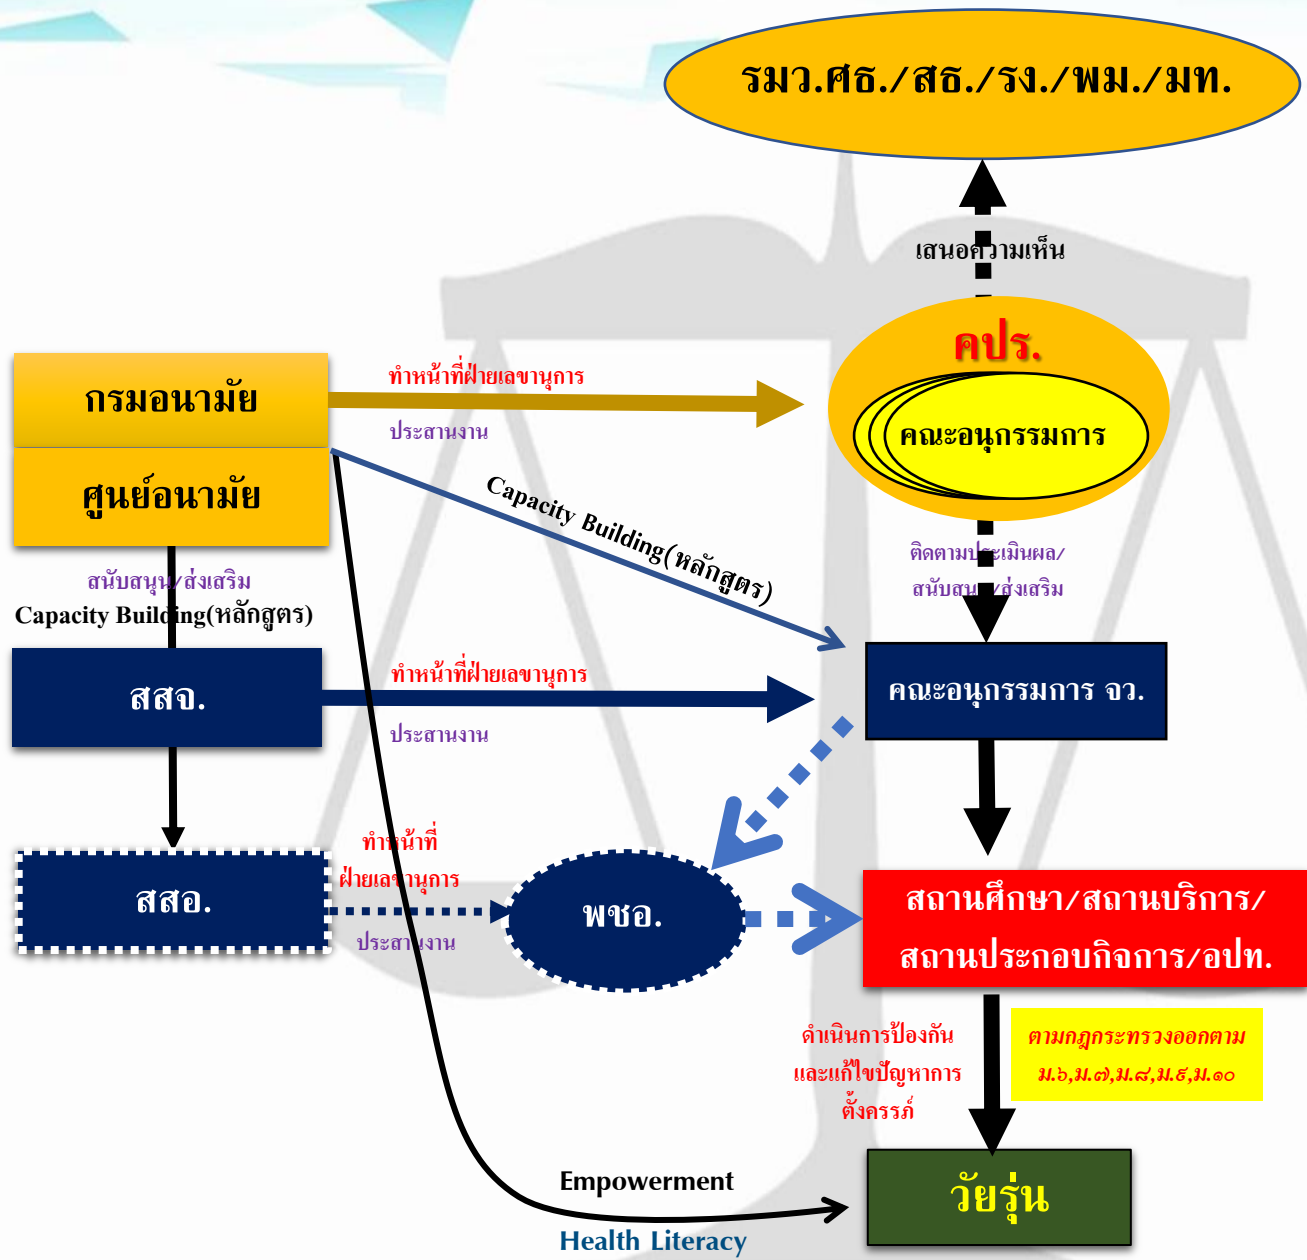 รมว.ศธ./สธ./รง./พม./มท.
เสนอความเห็น
คปร.
คณะอนุกรรมการ
กรมอนามัย
ศูนย์อนามัย
ทำหน้าที่ฝ่ายเลขานุการ
ประสานงาน
Capacity Building(หลักสูตร)
ติดตามประเมินผล/
สนับสนุน/ส่งเสริม
สนับสนุน/ส่งเสริม
Capacity Building(หลักสูตร)
สสจ.
ทำหน้าที่ฝ่ายเลขานุการ
ประสานงาน
คณะอนุกรรมการ จว.
สสอ.
ทำหน้าที่
ฝ่ายเลขานุการ
ประสานงาน
พชอ.
สถานศึกษา/สถานบริการ/
สถานประกอบกิจการ/อปท.
ดำเนินการป้องกัน
และแก้ไขปัญหาการ
ตั้งครรภ์
ตามกฎกระทรวงออกตาม
ม.๖,ม.๗,ม.๘,ม.๙,ม.๑๐
วัยรุ่น
Empowerment
Health Literacy